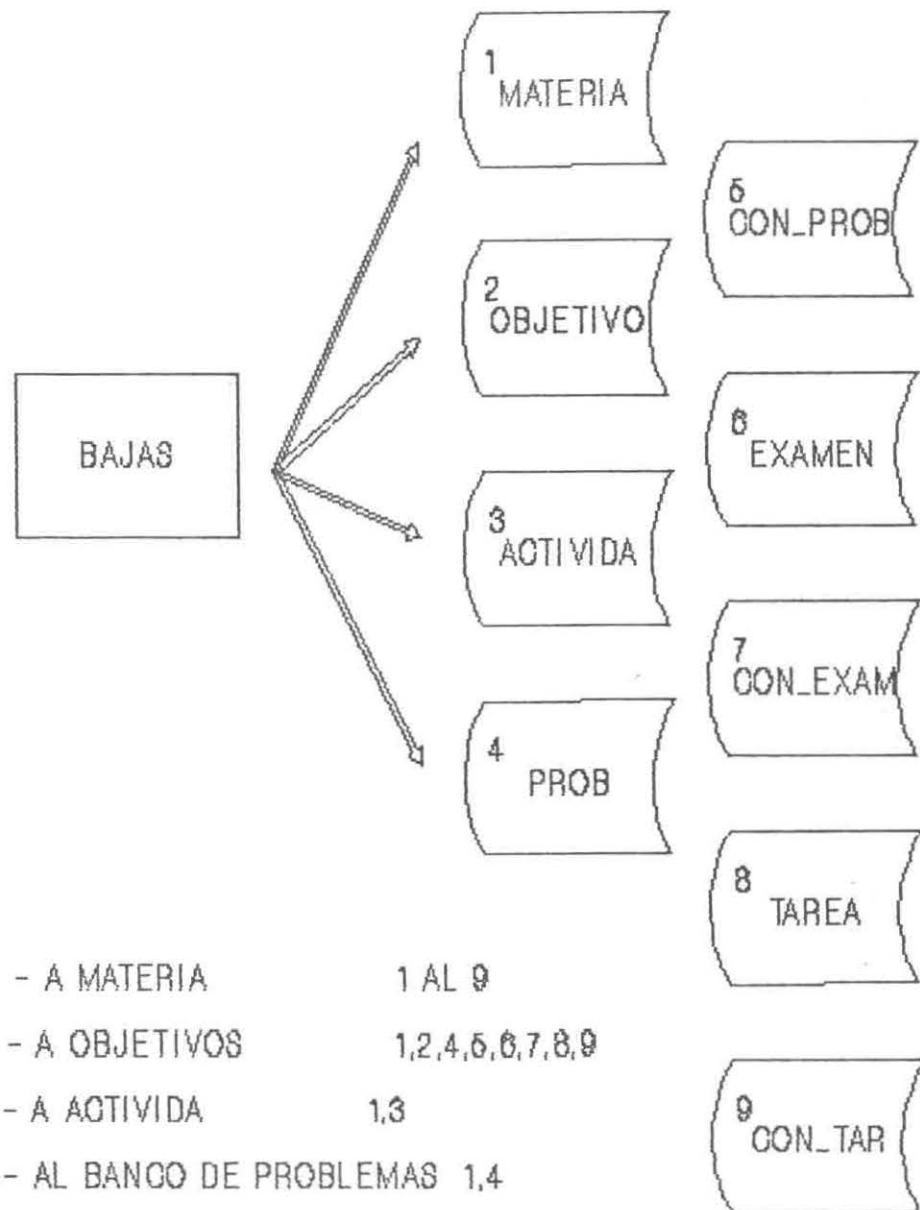 1
MATERIA
5
CON_PROB
2
OBJETIVO
BAJAS
6
EXAMEN
3
ACTIVIDA
7
CON_EXAM
4
PROB
8
TAREA
- A MATERIA 1 AL 9
- A OBJETIVOS 1,2,4,5,6,7,8,9
- A ACTIVIDA 1,3
9
CON_TAR
- AL BANCO DE PROBLEMAS 1,4